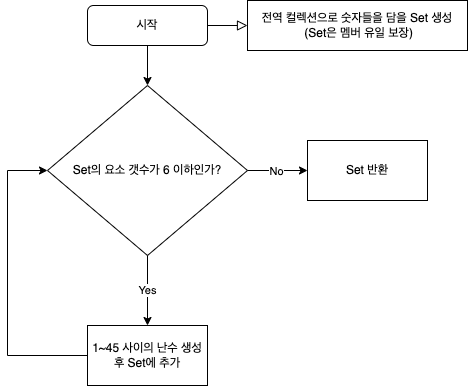 시작
전역 컬렉션으로 숫자들을 담을 Set 생성
(Set은 멤버 유일 보장)
Set의 요소 갯수가 6 이하인가?
No
Set 반환
Yes
1~45 사이의 난수 생성
후 Set에 추가